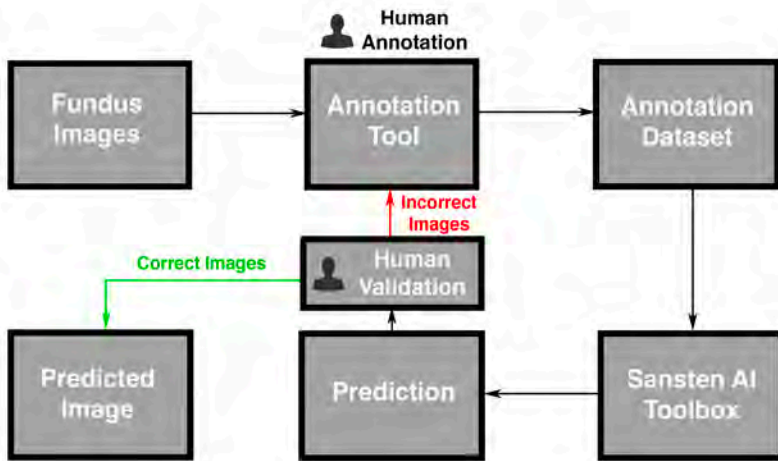 Human
Annotation
Fundus
Images
Annotation
Tool
Annotation
Dataset
Incorrect
Images
Correct Images
Human
Validation
Predicted
Image
Prediction
Sansten AI
Toolbox